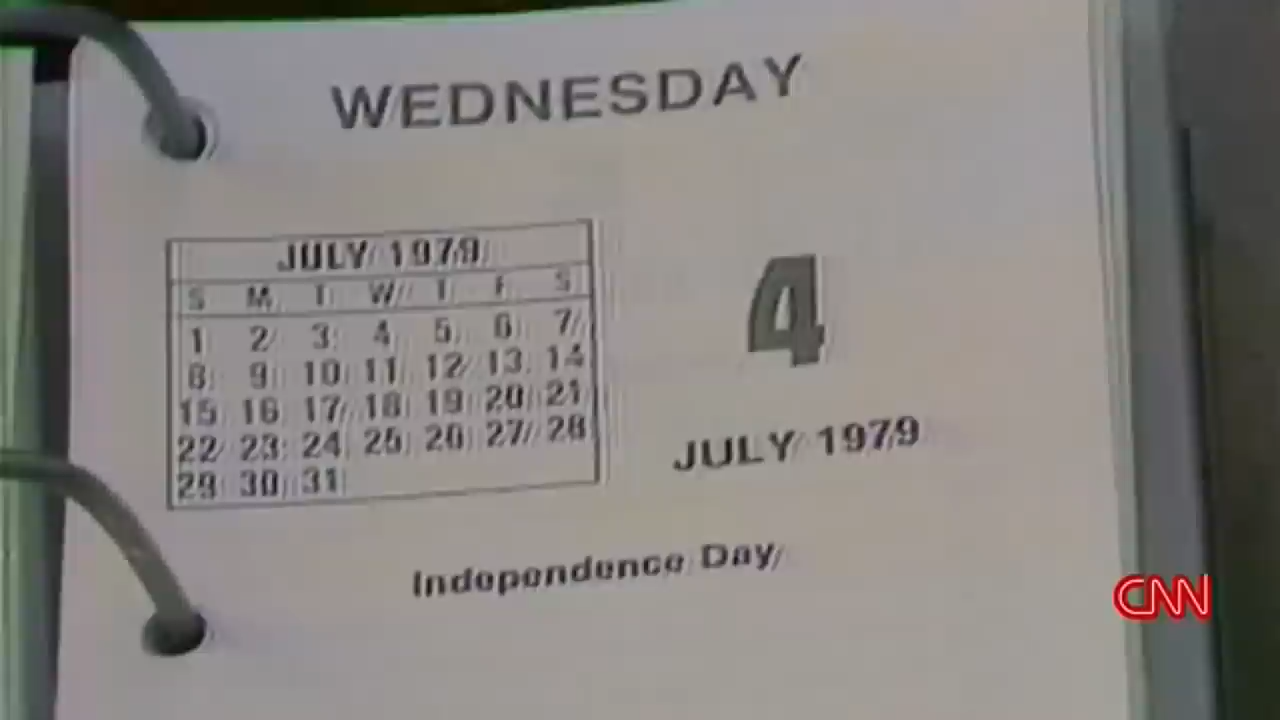 WEDNESDAY
JULY 1979
S M T W T F S
1 2 3 4 5 6 7
8 9 10 11 12 13 14
15 16 17 18 19 20 21
22 23 24 25 26 27 28
29 30 31
4
JULY 1979
Independence Day
CNN